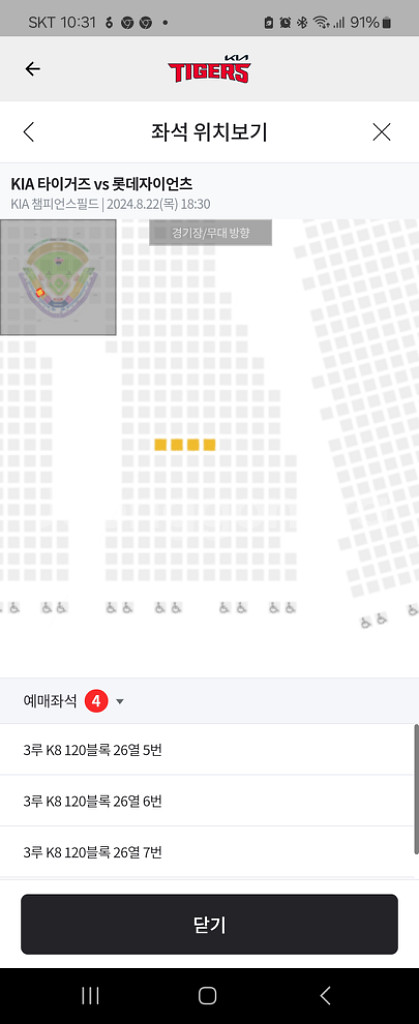 SKT 10:31
91%
KIA
TIGERS
좌석 위치보기
KIA 타이거즈 vs 롯데자이언츠
KIA 챔피언스필드 | 2024.8.22(목) 18:30
경기장/무대 방향
예매좌석 4
3루 K8 120블록 26열 5번
3루 K8 120블록 26열 6번
3루 K8 120블록 26열 7번
닫기